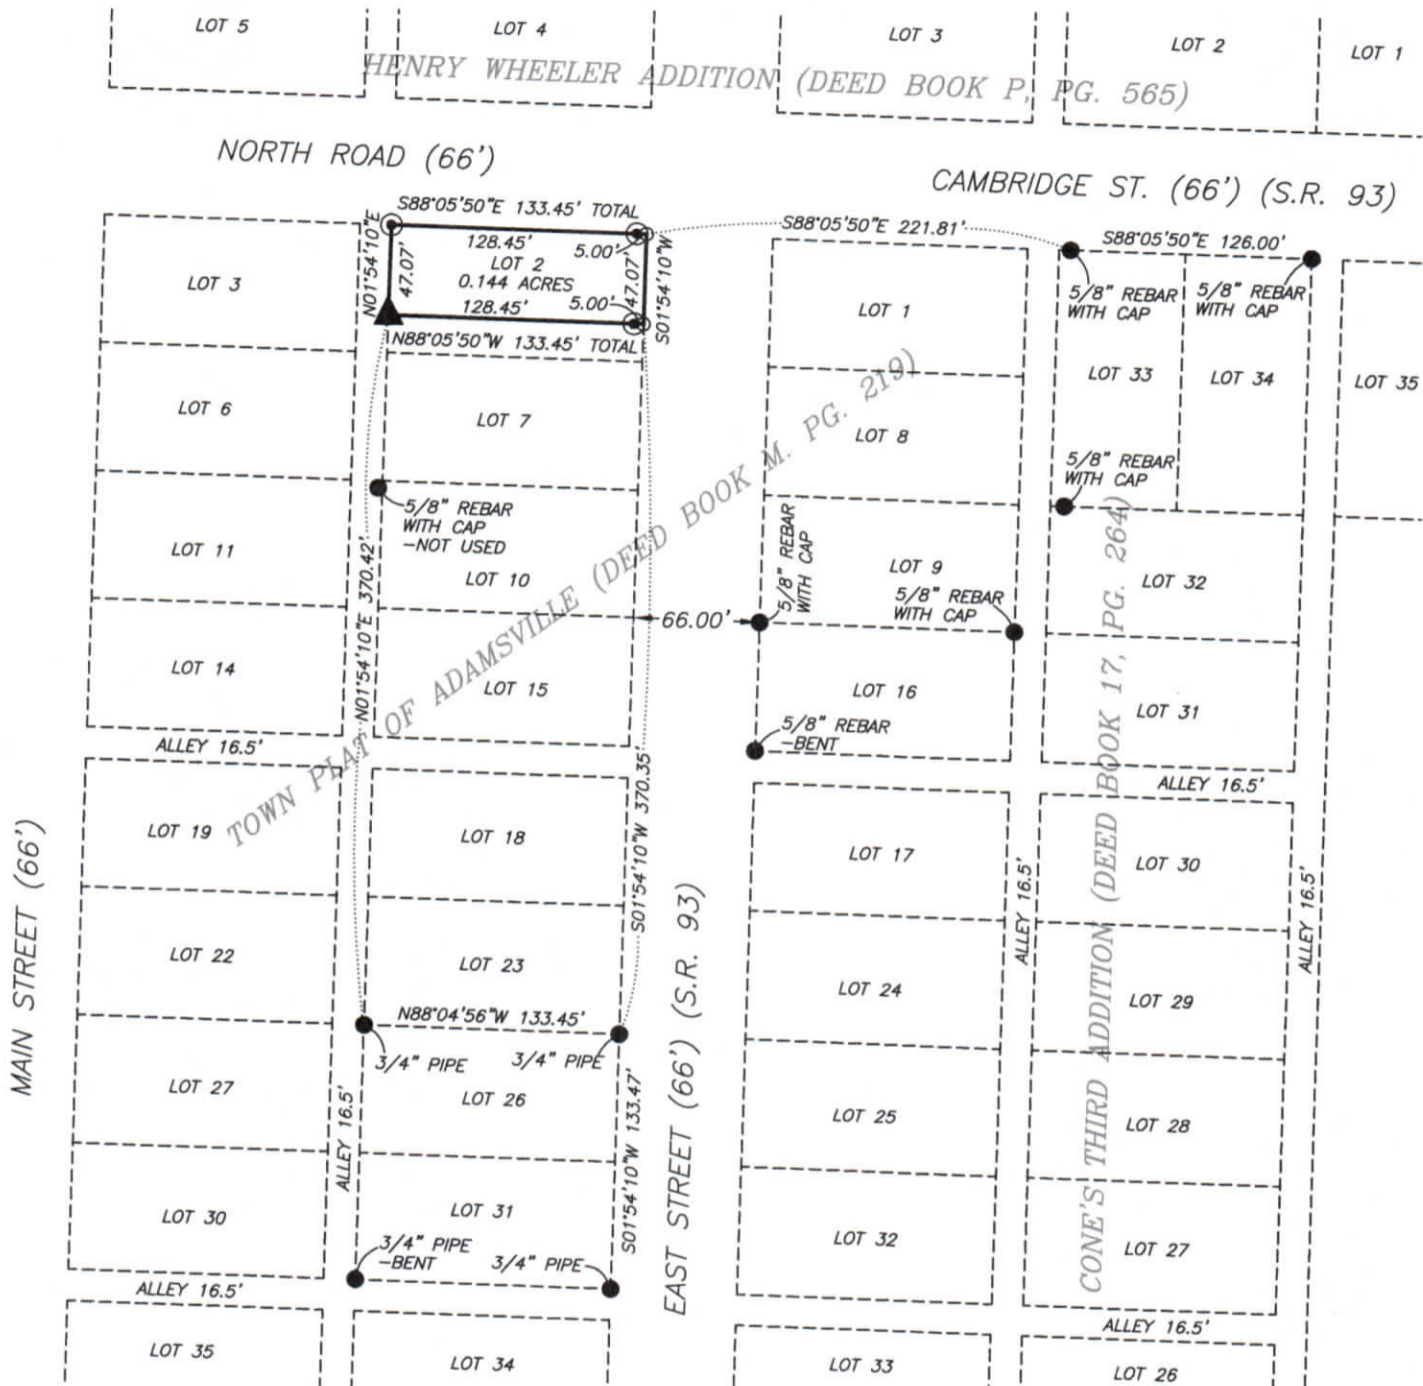 LOT 5
LOT 4
LOT 3
LOT 2
LOT 1
HENRY WHEELER ADDITION (DEED BOOK P, PG. 565)
NORTH ROAD (66')
CAMBRIDGE ST. (66') (S.R. 93)
S88°05'50"E 133.45' TOTAL
N01°54'10"E
47.07'
128.45'
5.00'
LOT 2
0.144 ACRES
47.07'
S01°54'10"W
128.45'
5.00'
N88°05'50"W 133.45' TOTAL
S88°05'50"E 221.81'
S88°05'50"E 126.00'
5/8" REBAR
WITH CAP
5/8" REBAR
WITH CAP
LOT 3
LOT 1
LOT 33
LOT 34
LOT 35
LOT 6
LOT 7
LOT 8
5/8" REBAR
WITH CAP
5/8" REBAR
WITH CAP
-NOT USED
LOT 11
LOT 10
LOT 9
LOT 32
5/8" REBAR
WITH CAP
5/8" REBAR
WITH CAP
66.00'
N01°54'10"E 370.42'
TOWN PLAT OF ADAMSVILLE (DEED BOOK M. PG. 219)
LOT 14
LOT 15
LOT 16
LOT 31
5/8" REBAR
-BENT
ALLEY 16.5'
ALLEY 16.5'
S01°54'10"W 370.35'
MAIN STREET (66')
LOT 19
LOT 18
LOT 17
LOT 30
ALLEY 16.5'
ALLEY 16.5'
LOT 22
LOT 23
LOT 24
LOT 29
N88°04'56"W 133.45'
3/4" PIPE
3/4" PIPE
EAST STREET (66') (S.R. 93)
CONE'S THIRD ADDITION (DEED BOOK 17, PG. 264)
LOT 27
LOT 26
LOT 25
LOT 28
ALLEY 16.5'
S01°54'10"W 133.47'
LOT 30
LOT 31
LOT 32
LOT 27
3/4" PIPE
-BENT
3/4" PIPE
ALLEY 16.5'
ALLEY 16.5'
LOT 35
LOT 34
LOT 33
LOT 26